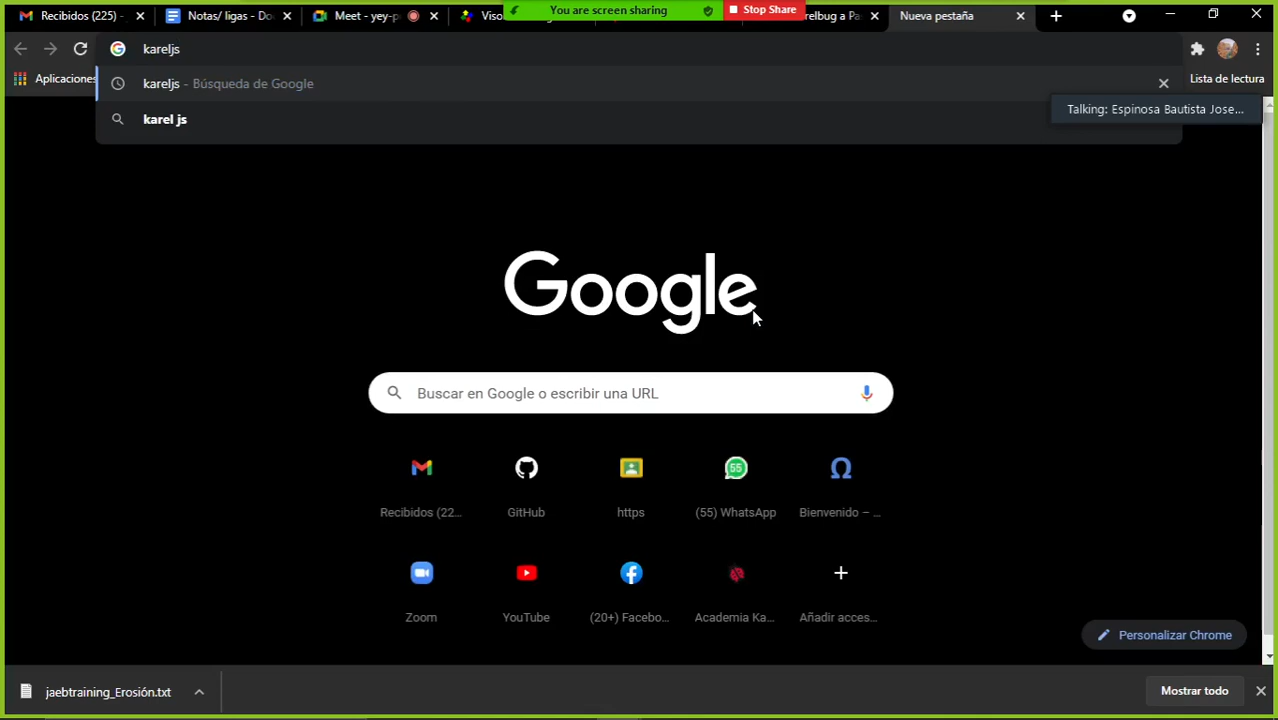 Recibidos (225) -
Notas/ ligas - Do
Meet - yey-p
Viso
You are screen sharing
Stop Share
relbug a Pa
Nueva pestaña
kareljs
Aplicaciones
kareljs - Búsqueda de Google
Lista de lectura
karel js
Talking: Espinosa Bautista Jose...
Google
Buscar en Google o escribir una URL
55
Recibidos (22...
GitHub
https
(55) WhatsApp
Bienvenido – ...
Zoom
YouTube
(20+) Facebo...
Academia Ka...
Añadir acces...
Personalizar Chrome
jaebtraining_Erosión.txt
Mostrar todo